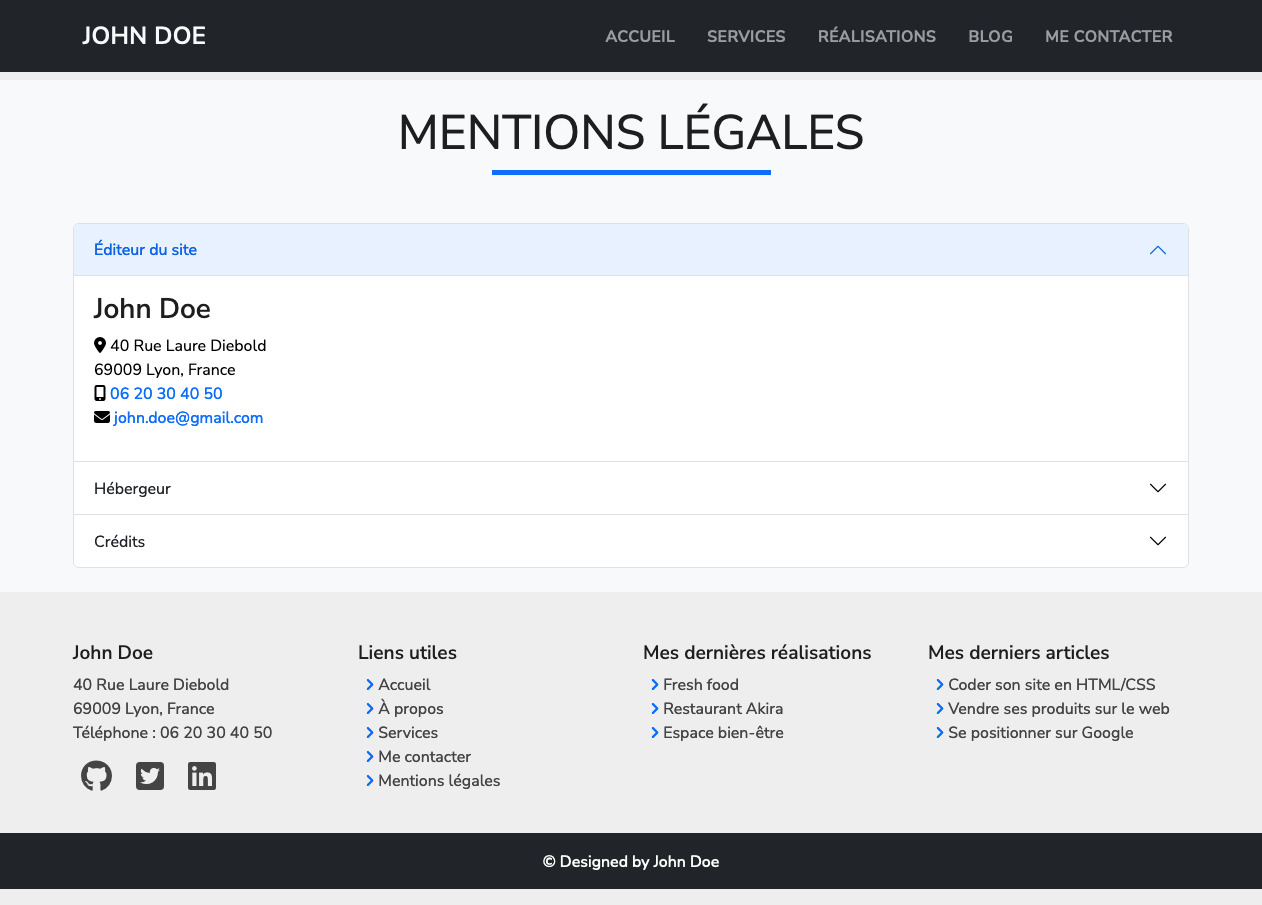 JOHN DOE
ACCUEIL SERVICES RÉALISATIONS BLOG ME CONTACTER
MENTIONS LÉGALES
Éditeur du site
John Doe
40 Rue Laure Diebold
69009 Lyon, France
06 20 30 40 50
john.doe@gmail.com
Hébergeur
Crédits
John Doe
40 Rue Laure Diebold
69009 Lyon, France
Téléphone : 06 20 30 40 50
Liens utiles
Accueil
À propos
Services
Me contacter
Mentions légales
Mes dernières réalisations
Fresh food
Restaurant Akira
Espace bien-être
Mes derniers articles
Coder son site en HTML/CSS
Vendre ses produits sur le web
Se positionner sur Google
© Designed by John Doe